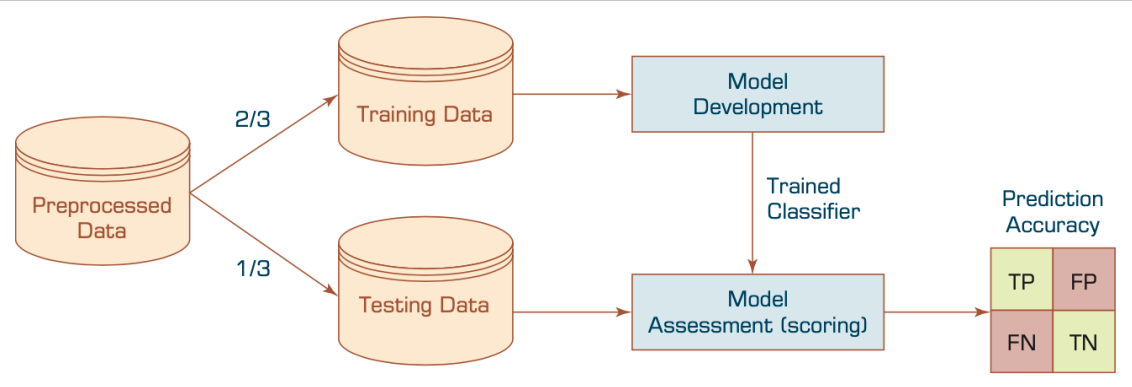 Preprocessed
Data
2/3
1/3
Training Data
Testing Data
Model
Development
Trained
Classifier
Model
Assessment (scoring)
Prediction
Accuracy
TP FP
FN TN